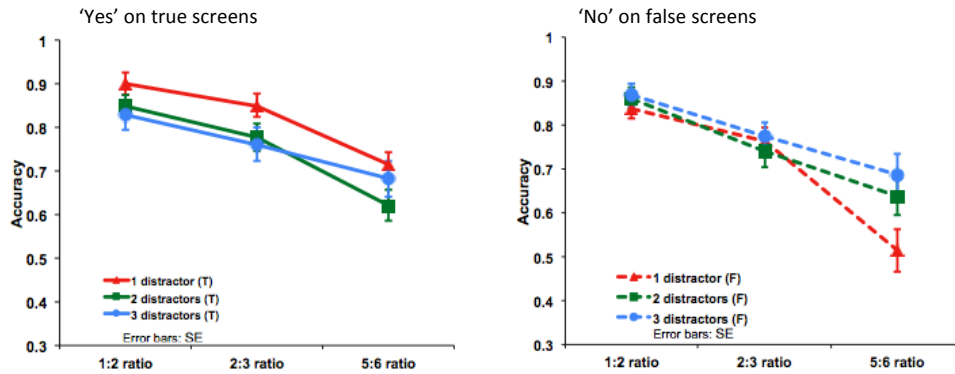 ‘Yes’ on true screens
1
0.9
0.8
0.7
0.6
0.5
0.4
0.3
Accuracy
1 distractor (T)
2 distractors (T)
3 distractors (T)
Error bars: SE
1:2 ratio 2:3 ratio 5:6 ratio
‘No’ on false screens
1
0.9
0.8
0.7
0.6
0.5
0.4
0.3
Accuracy
1 distractor (F)
2 distractors (F)
3 distractors (F)
Error bars: SE
1:2 ratio 2:3 ratio 5:6 ratio